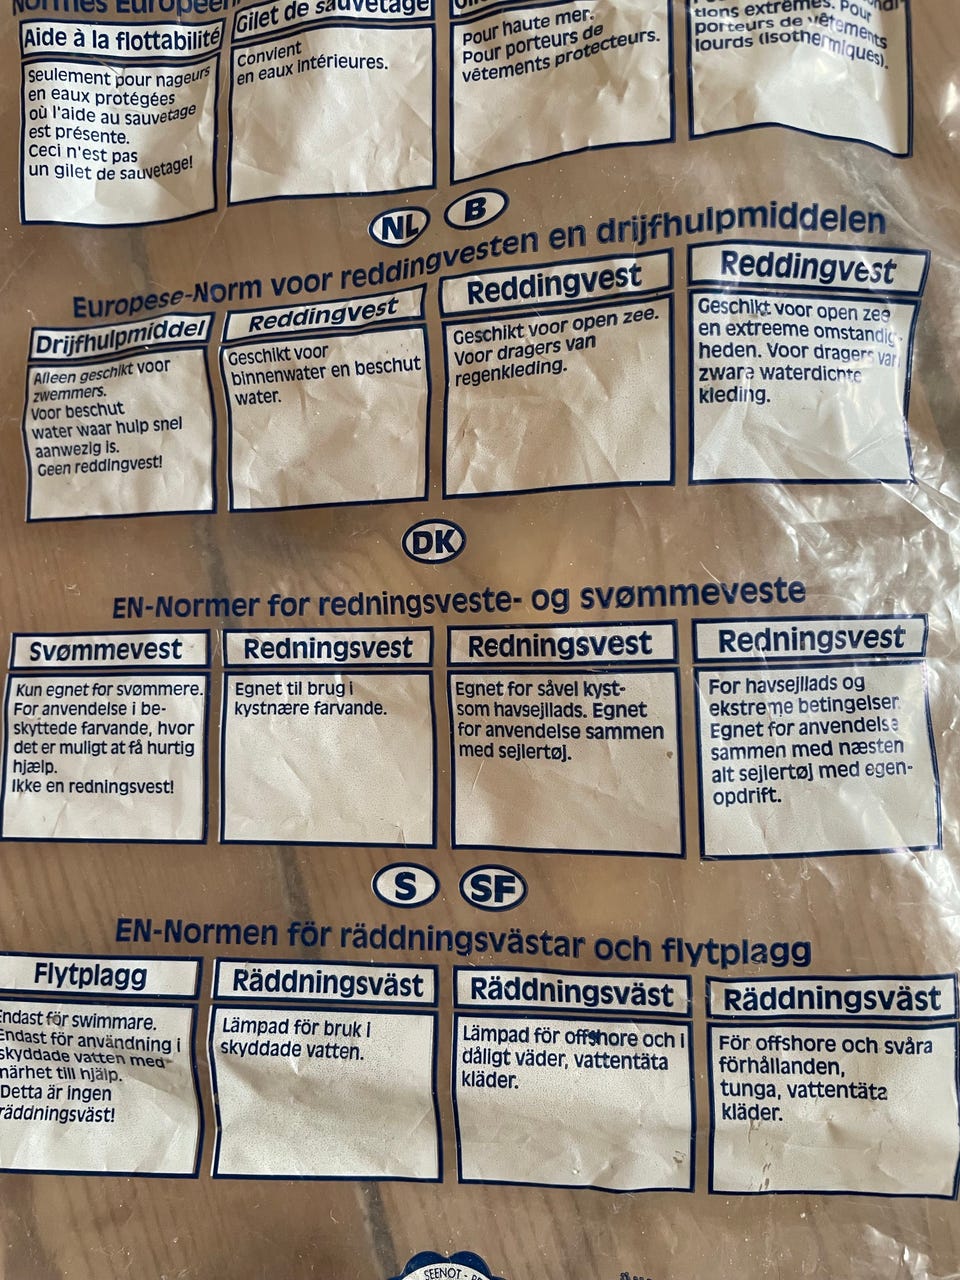 Normes Européen
Aide à la flottabilité
Seulement pour nageurs
en eaux protégées
où l'aide au sauvetage
est présente.
Ceci n'est pas
un gilet de sauvetage!
Gilet de sauvetage
Convient
en eaux intérieures.
Pour haute mer.
Pour porteurs de
vêtements protecteurs.
tions extrêmes. Pour
porteurs de vêtements
lourds (isothermiques).
NL B
Europese-Norm voor reddingvesten en drijfhulpmiddelen
Drijfhulpmiddel
Alleen geschikt voor
zwemmers.
Voor beschut
water waar hulp snel
aanwezig is.
Geen reddingvest!
Reddingvest
Geschikt voor
binnenwater en beschut
water.
Reddingvest
Geschikt voor open zee.
Voor dragers van
regenkleding.
Reddingvest
Geschikt voor open zee
en extreeme omstandig-
heden. Voor dragers van
zware waterdichte
kleding.
DK
EN-Normer for redningsveste- og svømmeveste
Svømmevest
Kun egnet for svømmere.
For anvendelse i be-
skyttede farvande, hvor
det er muligt at få hurtig
hjælp.
Ikke en redningsvest!
Redningsvest
Egnet til brug i
kystnære farvande.
Redningsvest
Egnet for såvel kyst-
som havsejllads. Egnet
for anvendelse sammen
med sejlertøj.
Redningsvest
For havsejllads og
ekstreme betingelser.
Egnet for anvendelse
sammen med næsten
alt sejlertøj med egen-
opdrift.
S SF
EN-Normen för räddningsvästar och flytplagg
Flytplagg
Endast för swimmare.
Endast för användning i
skyddade vatten med
närhet till hjälp.
Detta är ingen
räddningsväst!
Räddningsväst
Lämpad för bruk i
skyddade vatten.
Räddningsväst
Lämpad för offshore och i
dåligt väder, vattentäta
kläder.
Räddningsväst
För offshore och svåra
förhållanden,
tunga, vattentäta
kläder.
SEENOT